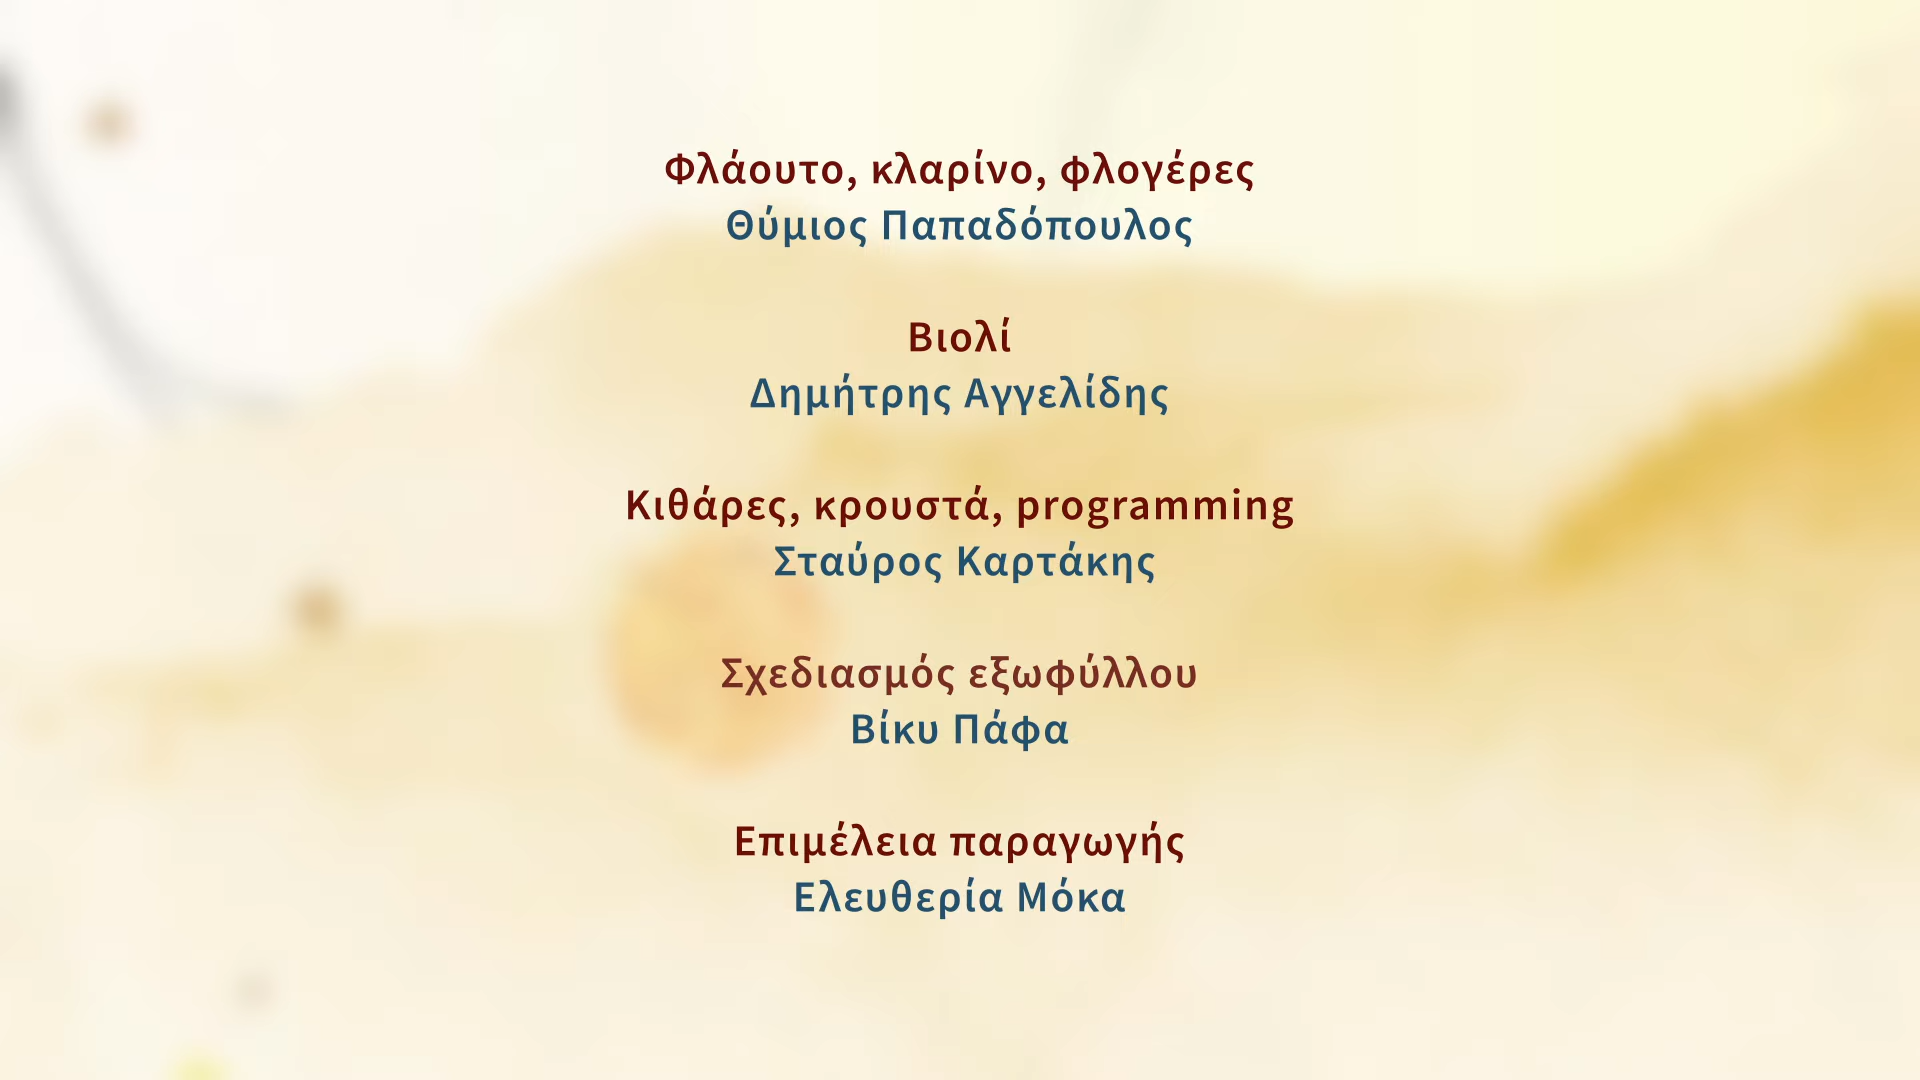 Φλάουτο, κλαρίνο, φλογέρες
Θύμιος Παπαδόπουλος
Βιολί
Δημήτρης Αγγελίδης
Κιθάρες, κρουστά, programming
Σταύρος Καρτάκης
Σχεδιασμός εξωφύλλου
Βίκυ Πάφα
Επιμέλεια παραγωγής
Ελευθερία Μόκα